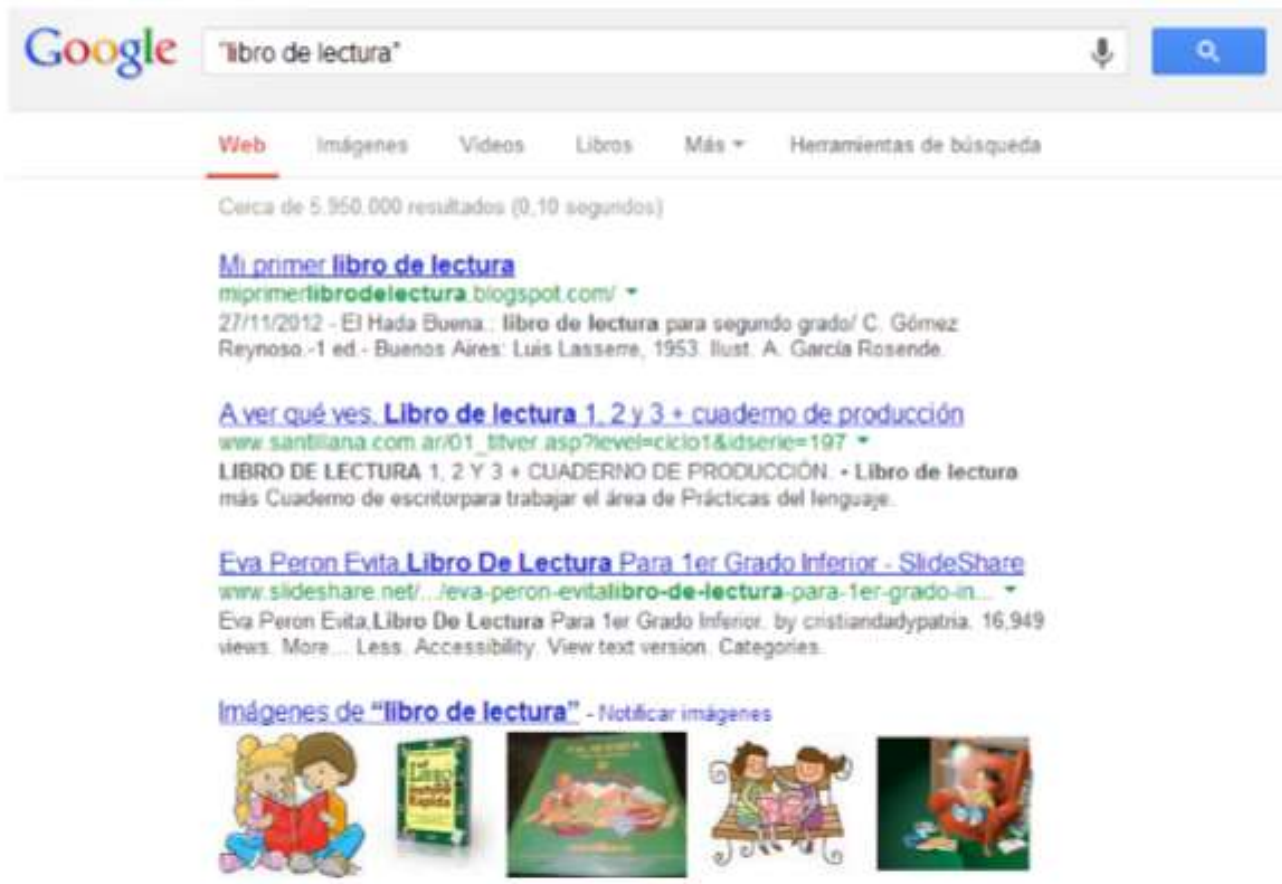 Google "libro de lectura"
Web Imágenes Videos Libros Más Herramientas de búsqueda
Cerca de 5.950.000 resultados (0,10 segundos)
Mi primer libro de lectura
miprimerlibrodelectura.blogspot.com/
27/11/2012 - El Hada Buena.: libro de lectura para segundo grado/ C. Gómez
Reynoso.-1 ed.- Buenos Aires: Luis Lasserre, 1953. Ilust. A. García Rosende.
A ver qué ves. Libro de lectura 1, 2 y 3 + cuaderno de producción
www.santillana.com.ar/01_titver.asp?level=ciclo1&idserie=197
LIBRO DE LECTURA 1, 2 Y 3 + CUADERNO DE PRODUCCIÓN. • Libro de lectura
más Cuaderno de escritorpara trabajar el área de Prácticas del lenguaje.
Eva Peron Evita,Libro De Lectura Para 1er Grado Inferior - SlideShare
www.slideshare.net/.../eva-peron-evitalibro-de-lectura-para-1er-grado-in...
Eva Peron Evita,Libro De Lectura Para 1er Grado Inferior. by cristiandadypatria. 16,949
views. More... Less. Accessibility. View text version. Categories.
Imágenes de "libro de lectura" - Notificar imágenes
LIBRO
Rápida